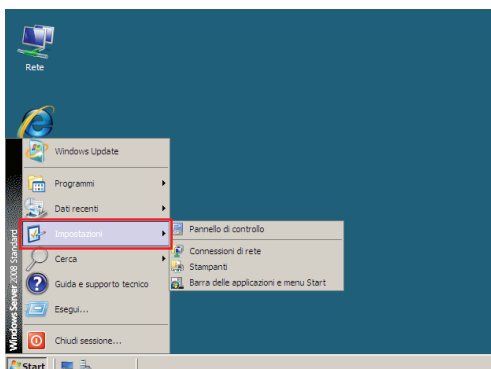 Rete
Windows Update
Programmi
Dati recenti
Impostazioni
Pannello di controllo
Connessioni di rete
Cerca
Stampanti
Guida e supporto tecnico
Barra delle applicazioni e menu Start
Esegui...
Chiudi sessione...
Windows Server 2008 Standard
Start